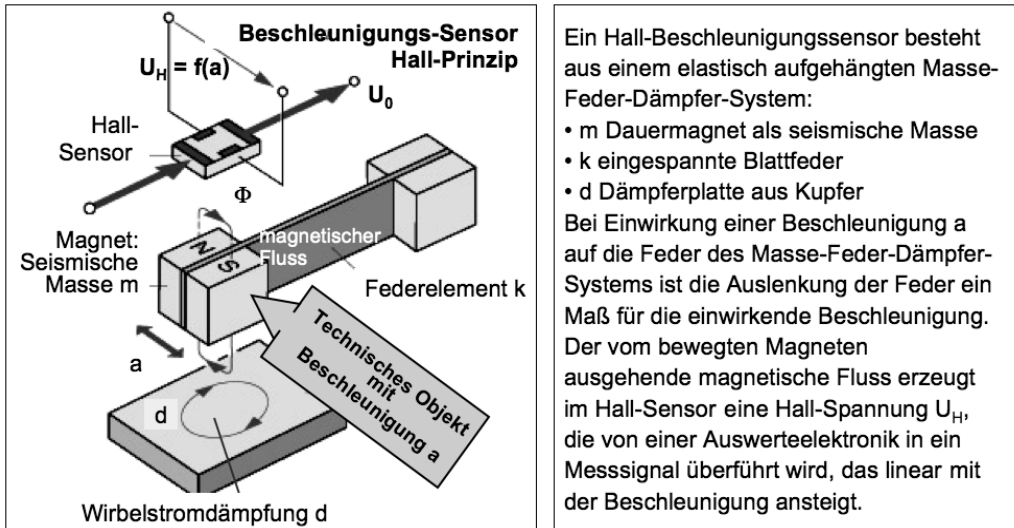 Beschleunigungs-Sensor
Hall-Prinzip
U_H = f(a)
U_0
Hall-
Sensor
Φ
Magnet:
Seismische
Masse m
N
S
magnetischer
Fluss
Federelement k
a
Technisches Objekt
mit
Beschleunigung a
d
Wirbelstromdämpfung d
Ein Hall-Beschleunigungssensor besteht
aus einem elastisch aufgehängten Masse-
Feder-Dämpfer-System:
• m Dauermagnet als seismische Masse
• k eingespannte Blattfeder
• d Dämpferplatte aus Kupfer
Bei Einwirkung einer Beschleunigung a
auf die Feder des Masse-Feder-Dämpfer-
Systems ist die Auslenkung der Feder ein
Maß für die einwirkende Beschleunigung.
Der vom bewegten Magneten
ausgehende magnetische Fluss erzeugt
im Hall-Sensor eine Hall-Spannung U_H,
die von einer Auswerteelektronik in ein
Messsignal überführt wird, das linear mit
der Beschleunigung ansteigt.